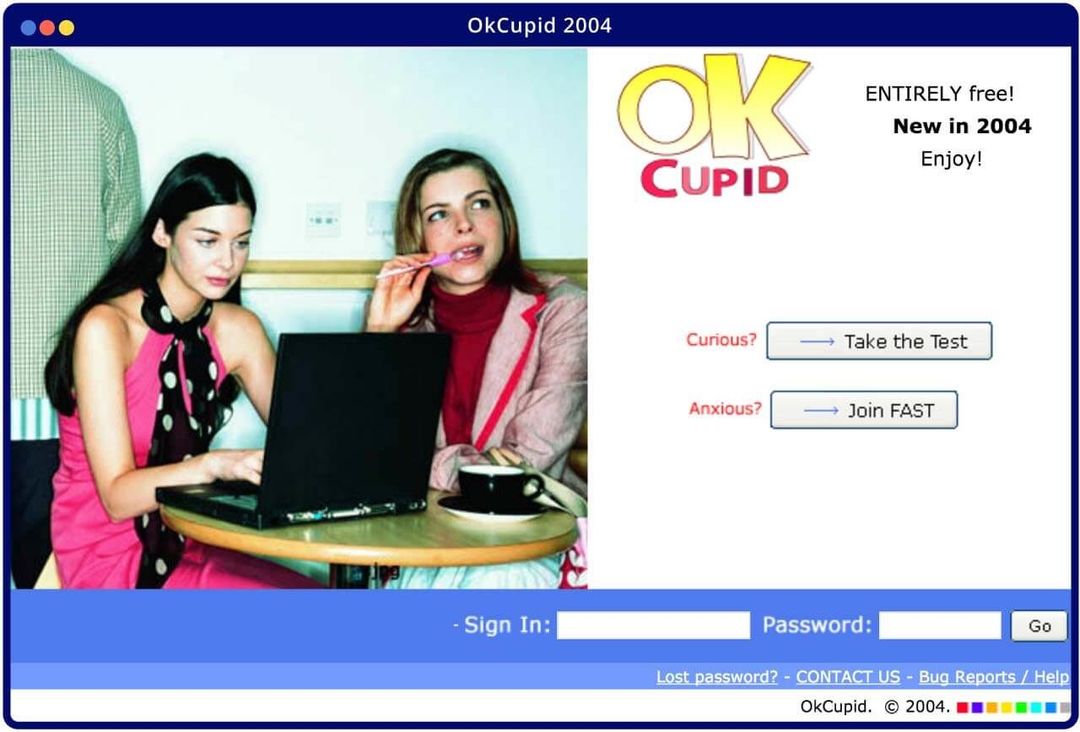 OkCupid 2004
OK
CUPID
ENTIRELY free!
New in 2004
Enjoy!
Curious? → Take the Test
Anxious? → Join FAST
.jpg
- Sign In: Password: Go
Lost password? - CONTACT US - Bug Reports / Help
OkCupid. © 2004.